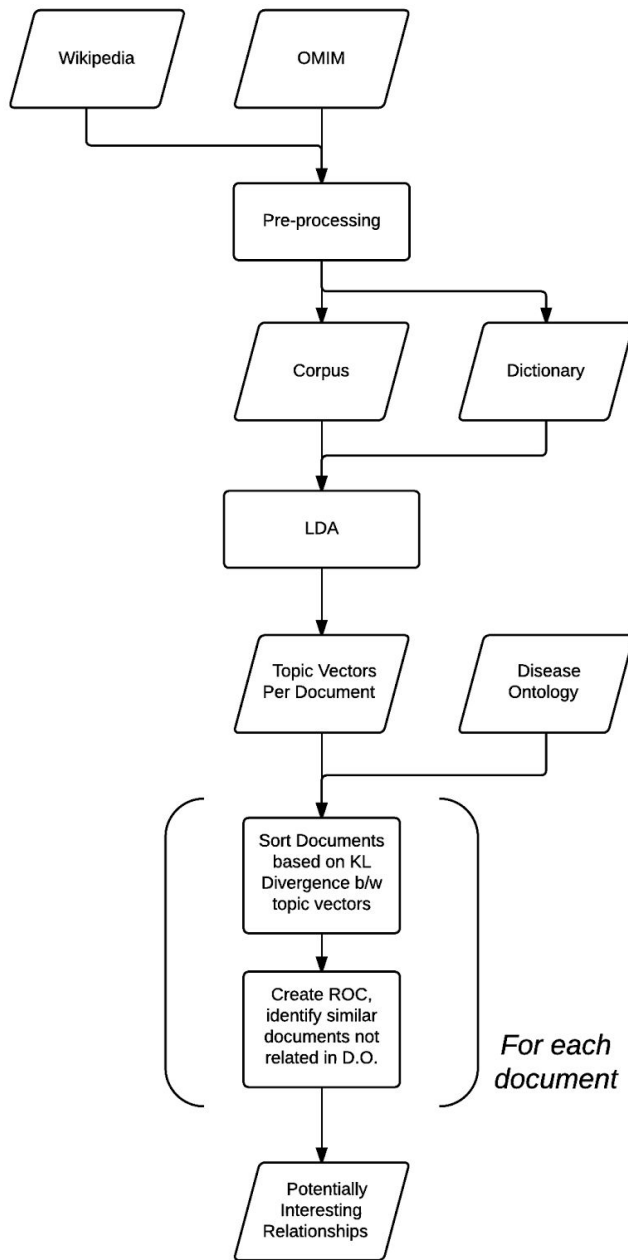 Wikipedia
OMIM
Pre-processing
Corpus
Dictionary
LDA
Topic Vectors
Per Document
Disease
Ontology
Sort Documents
based on KL
Divergence b/w
topic vectors
Create ROC,
identify similar
documents not
related in D.O.
For each
document
Potentially
Interesting
Relationships